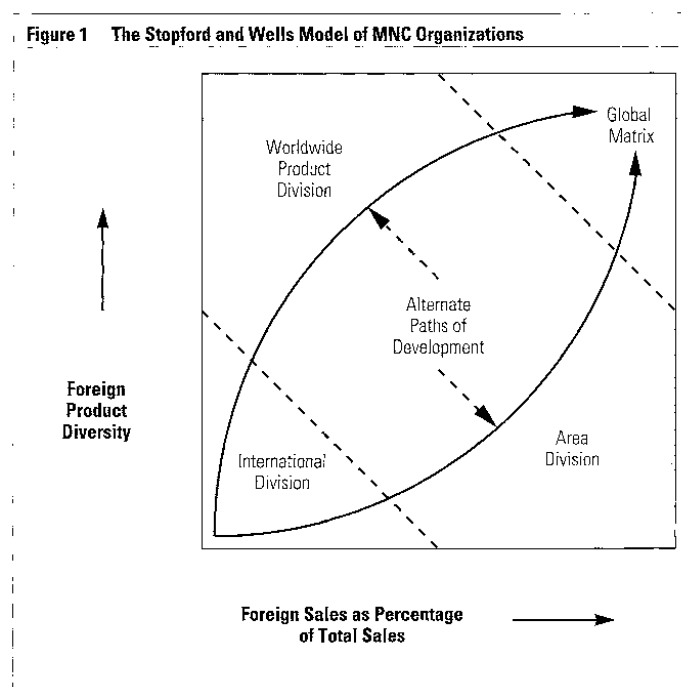 Figure 1 The Stopford and Wells Model of MNC Organizations
Global
Matrix
Worldwide
Product
Division
Alternate
Paths of
Development
Foreign
Product
Diversity
Area
Division
International
Division
Foreign Sales as Percentage
of Total Sales